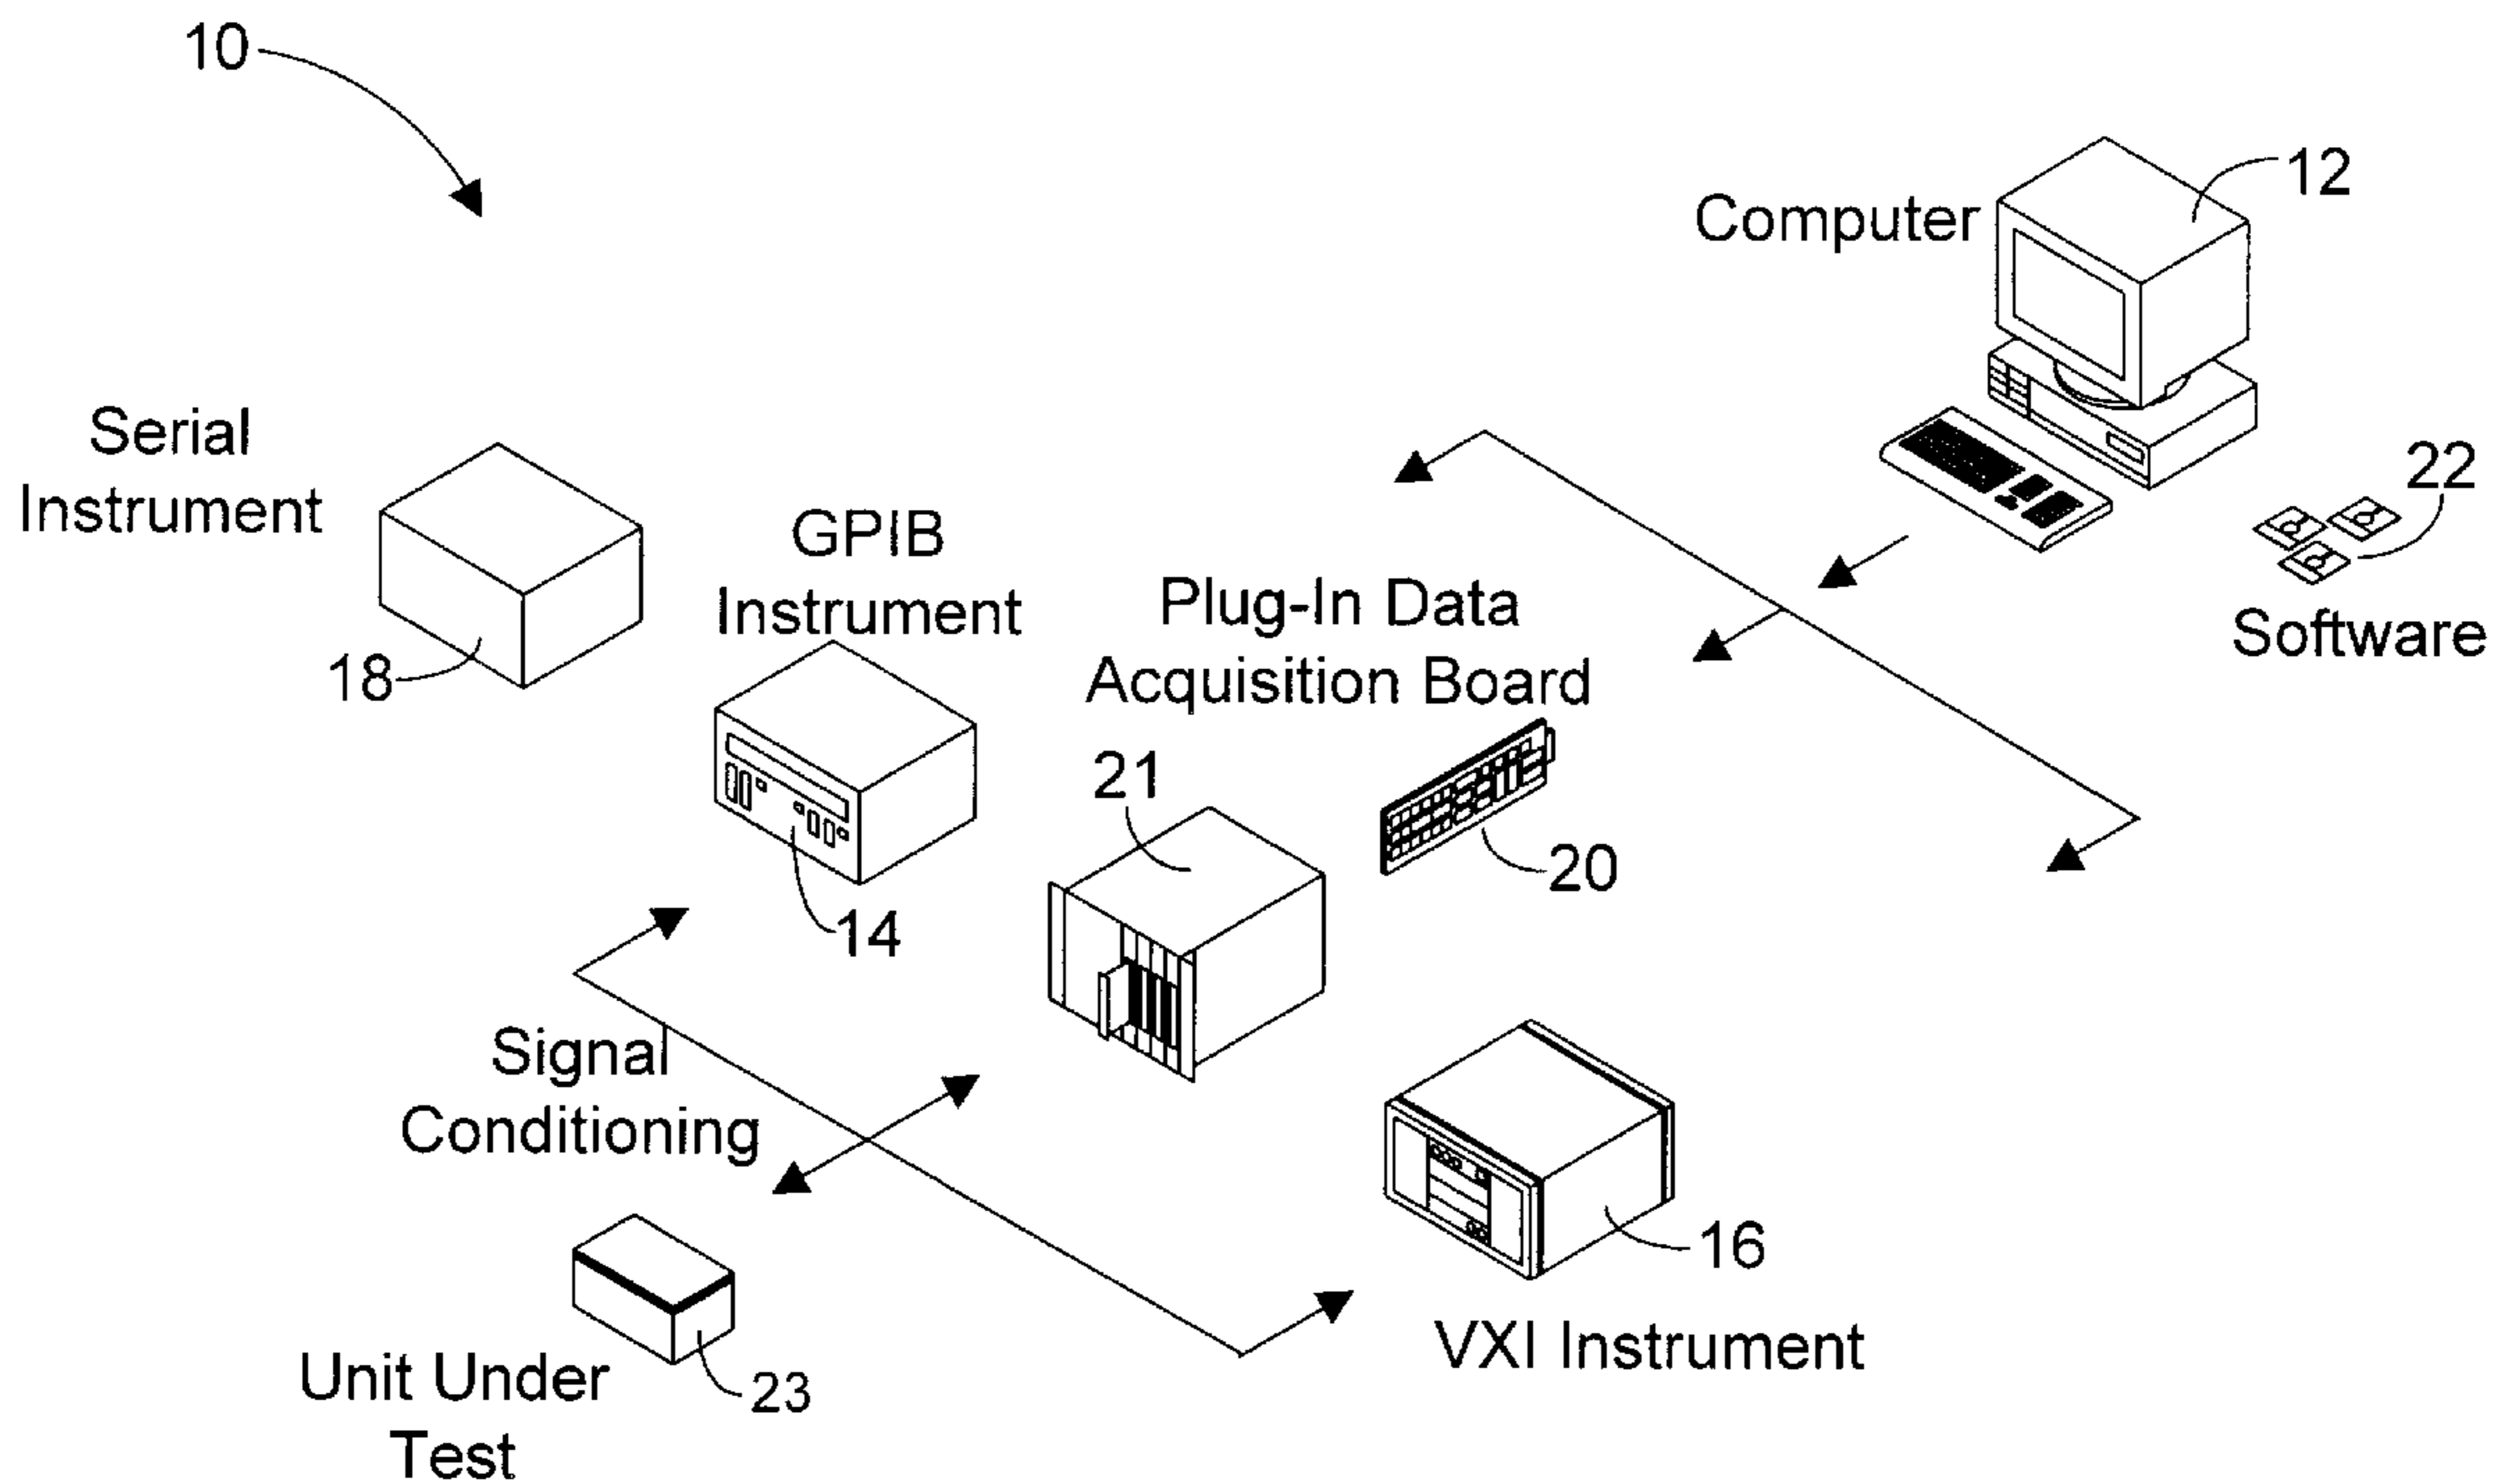 10
12
Computer
22
Software
Serial
Instrument
18
GPIB
Instrument
14
Plug-In Data
Acquisition Board
21
20
Signal
Conditioning
16
VXI Instrument
23
Unit Under
Test